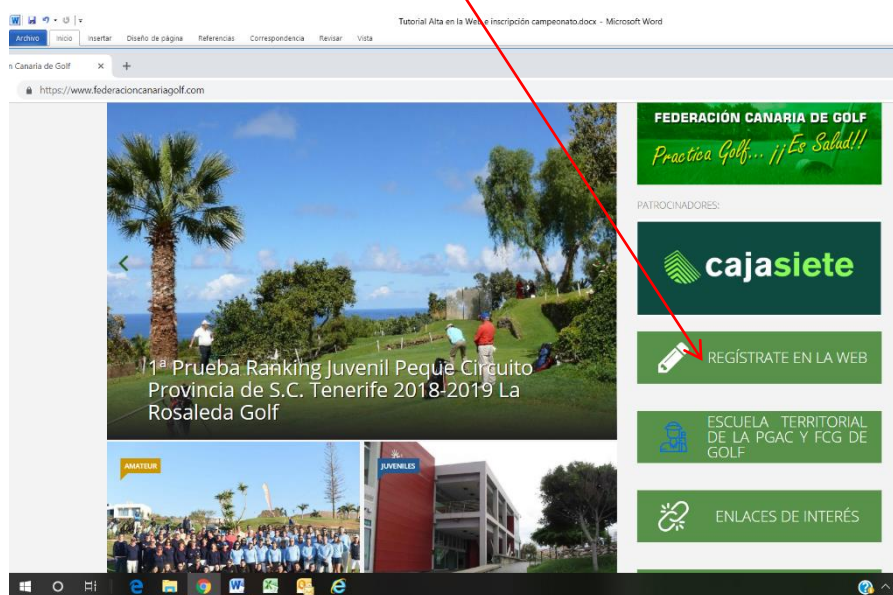 Tutorial Alta en la Web e inscripción campeonato.docx - Microsoft Word
Archivo Inicio Insertar Diseño de página Referencias Correspondencia Revisar Vista
n Canaria de Golf
https://www.federacioncanariagolf.com
FEDERACIÓN CANARIA DE GOLF
Practica Golf... ¡¡Es Salud!!
PATROCINADORES:
cajasiete
1ª Prueba Ranking Juvenil Peque Circuito
Provincia de S.C. Tenerife 2018-2019 La
Rosaleda Golf
REGÍSTRATE EN LA WEB
ESCUELA TERRITORIAL
DE LA PGAC Y FCG DE
GOLF
AMATEUR
JUVENILES
ENLACES DE INTERÉS